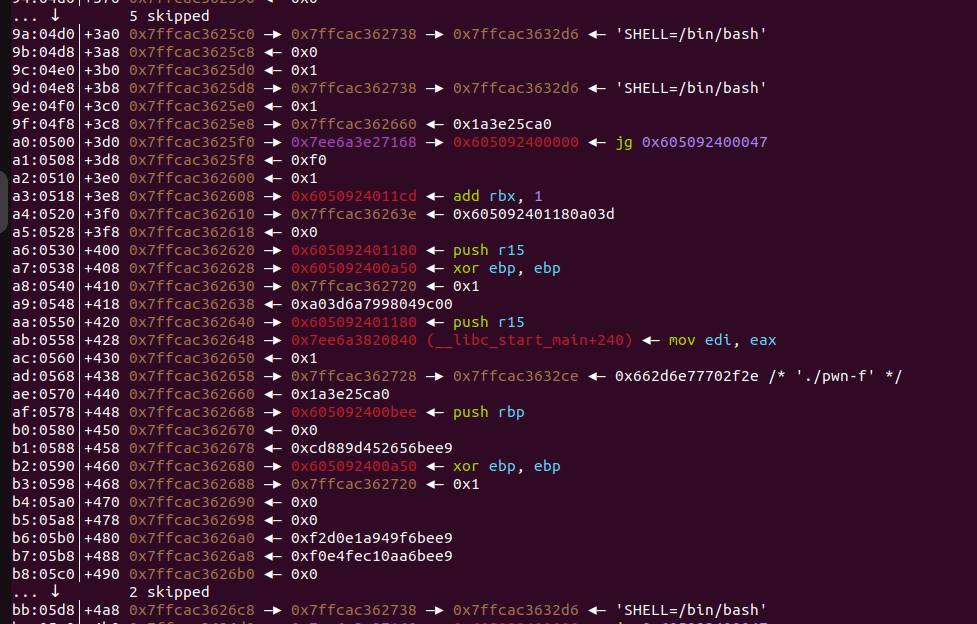 ... ↓ 5 skipped
9a:04d0│+3a0 0x7ffcac3625c0 —▸ 0x7ffcac362738 —▸ 0x7ffcac3632d6 ◂— 'SHELL=/bin/bash'
9b:04d8│+3a8 0x7ffcac3625c8 ◂— 0x0
9c:04e0│+3b0 0x7ffcac3625d0 ◂— 0x1
9d:04e8│+3b8 0x7ffcac3625d8 —▸ 0x7ffcac362738 —▸ 0x7ffcac3632d6 ◂— 'SHELL=/bin/bash'
9e:04f0│+3c0 0x7ffcac3625e0 ◂— 0x1
9f:04f8│+3c8 0x7ffcac3625e8 —▸ 0x7ffcac362660 ◂— 0x1a3e25ca0
a0:0500│+3d0 0x7ffcac3625f0 —▸ 0x7ee6a3e27168 —▸ 0x605092400000 ◂— jg 0x605092400047
a1:0508│+3d8 0x7ffcac3625f8 ◂— 0xf0
a2:0510│+3e0 0x7ffcac362600 ◂— 0x1
a3:0518│+3e8 0x7ffcac362608 —▸ 0x6050924011cd ◂— add rbx, 1
a4:0520│+3f0 0x7ffcac362610 —▸ 0x7ffcac36263e ◂— 0x605092401180a03d
a5:0528│+3f8 0x7ffcac362618 ◂— 0x0
a6:0530│+400 0x7ffcac362620 —▸ 0x605092401180 ◂— push r15
a7:0538│+408 0x7ffcac362628 —▸ 0x605092400a50 ◂— xor ebp, ebp
a8:0540│+410 0x7ffcac362630 —▸ 0x7ffcac362720 ◂— 0x1
a9:0548│+418 0x7ffcac362638 ◂— 0xa03d6a7998049c00
aa:0550│+420 0x7ffcac362640 —▸ 0x605092401180 ◂— push r15
ab:0558│+428 0x7ffcac362648 —▸ 0x7ee6a3820840 (__libc_start_main+240) ◂— mov edi, eax
ac:0560│+430 0x7ffcac362650 ◂— 0x1
ad:0568│+438 0x7ffcac362658 —▸ 0x7ffcac362728 —▸ 0x7ffcac3632ce ◂— 0x662d6e77702f2e /* './pwn-f' */
ae:0570│+440 0x7ffcac362660 ◂— 0x1a3e25ca0
af:0578│+448 0x7ffcac362668 —▸ 0x605092400bee ◂— push rbp
b0:0580│+450 0x7ffcac362670 ◂— 0x0
b1:0588│+458 0x7ffcac362678 ◂— 0xcd889d452656bee9
b2:0590│+460 0x7ffcac362680 —▸ 0x605092400a50 ◂— xor ebp, ebp
b3:0598│+468 0x7ffcac362688 —▸ 0x7ffcac362720 ◂— 0x1
b4:05a0│+470 0x7ffcac362690 ◂— 0x0
b5:05a8│+478 0x7ffcac362698 ◂— 0x0
b6:05b0│+480 0x7ffcac3626a0 ◂— 0xf2d0e1a949f6bee9
b7:05b8│+488 0x7ffcac3626a8 ◂— 0xf0e4fec10aa6bee9
b8:05c0│+490 0x7ffcac3626b0 ◂— 0x0
... ↓ 2 skipped
bb:05d8│+4a8 0x7ffcac3626c8 —▸ 0x7ffcac362738 —▸ 0x7ffcac3632d6 ◂— 'SHELL=/bin/bash'